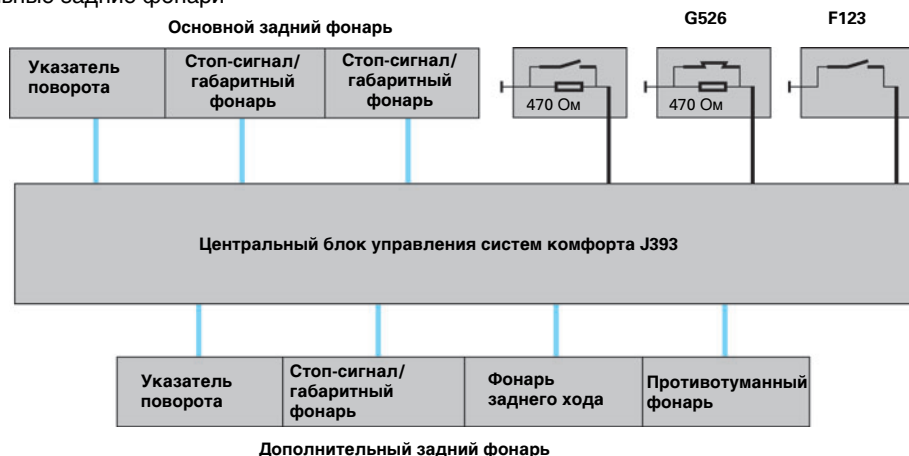 Основной задний фонарь
G526
F123
Указатель
поворота
Стоп-сигнал/
габаритный
фонарь
Стоп-сигнал/
габаритный
фонарь
470 Ом
470 Ом
Центральный блок управления систем комфорта J393
Указатель
поворота
Стоп-сигнал/
габаритный
фонарь
Фонарь
заднего хода
Противотуманный
фонарь
Дополнительный задний фонарь